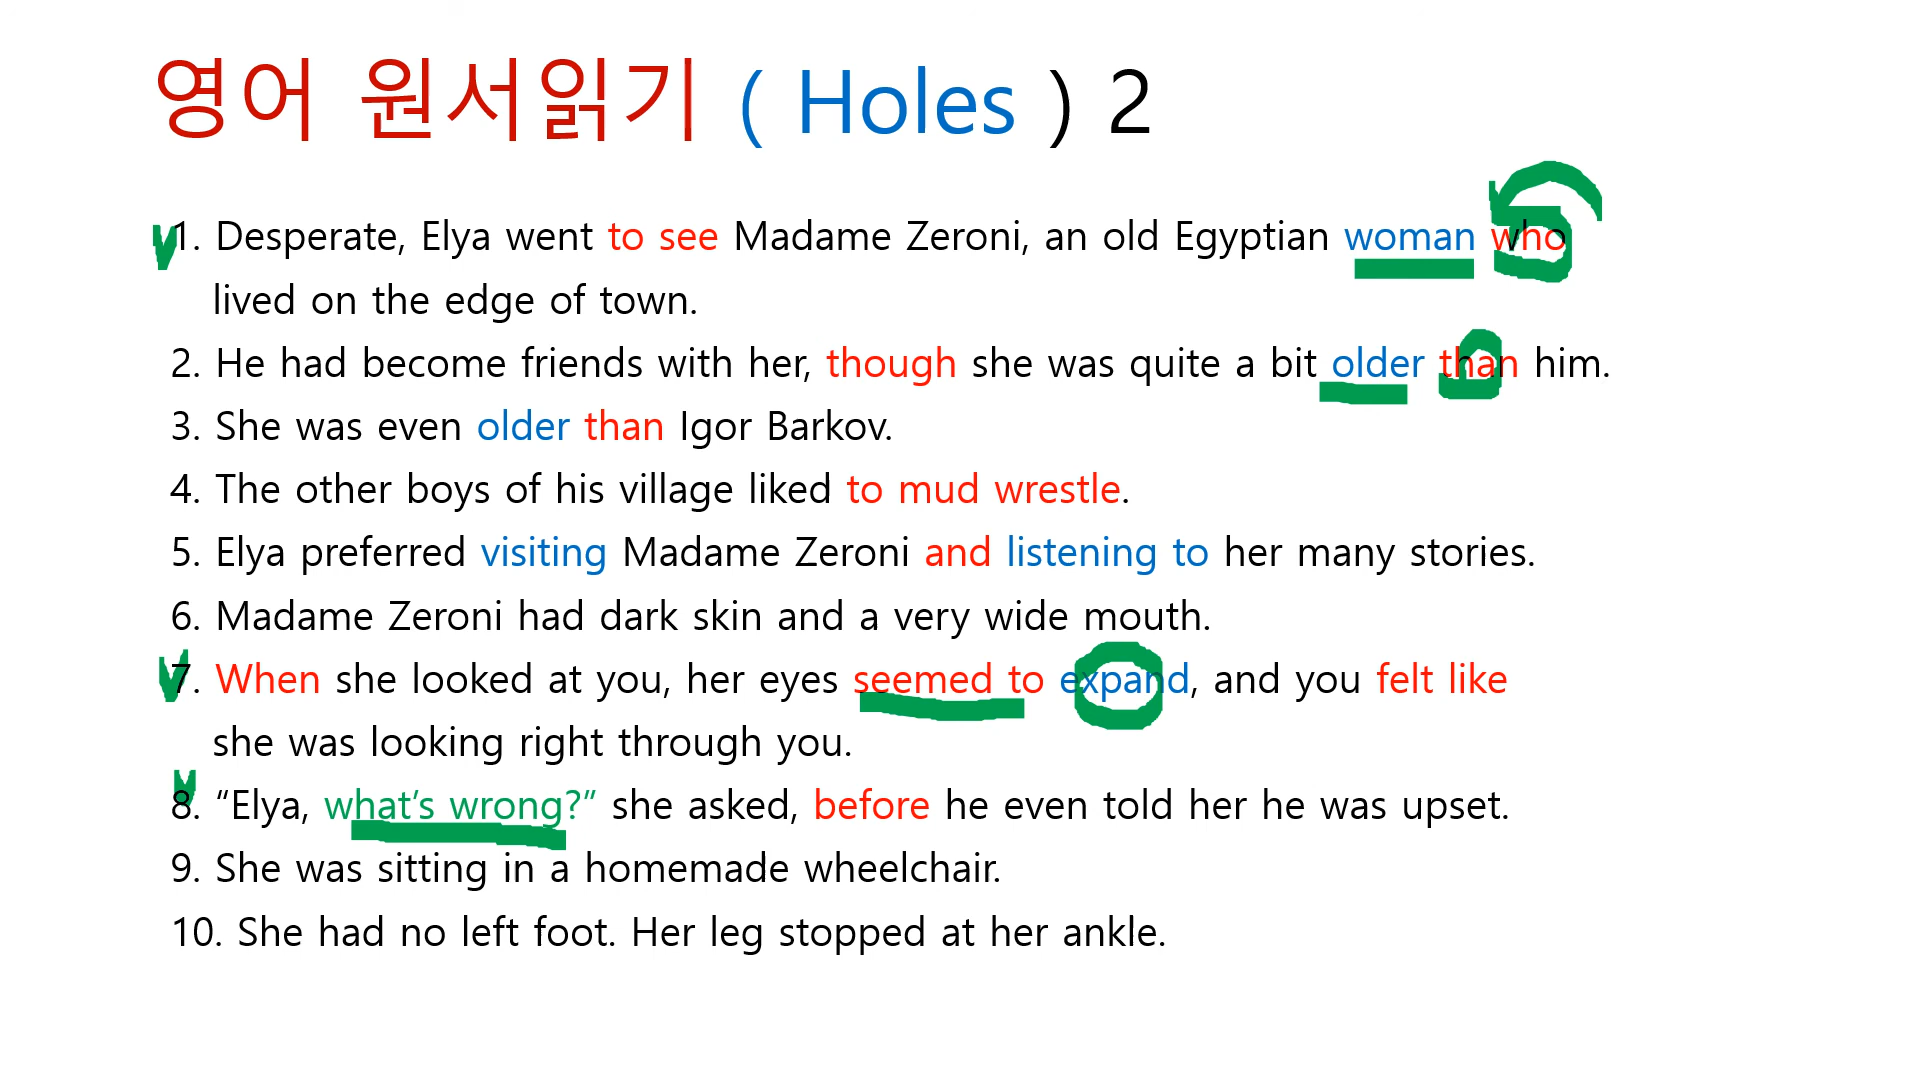 영어 원서읽기 ( Holes ) 2
1. Desperate, Elya went to see Madame Zeroni, an old Egyptian woman who
lived on the edge of town.
2. He had become friends with her, though she was quite a bit older than him.
3. She was even older than Igor Barkov.
4. The other boys of his village liked to mud wrestle.
5. Elya preferred visiting Madame Zeroni and listening to her many stories.
6. Madame Zeroni had dark skin and a very wide mouth.
7. When she looked at you, her eyes seemed to expand, and you felt like
she was looking right through you.
8. “Elya, what’s wrong?” she asked, before he even told her he was upset.
9. She was sitting in a homemade wheelchair.
10. She had no left foot. Her leg stopped at her ankle.